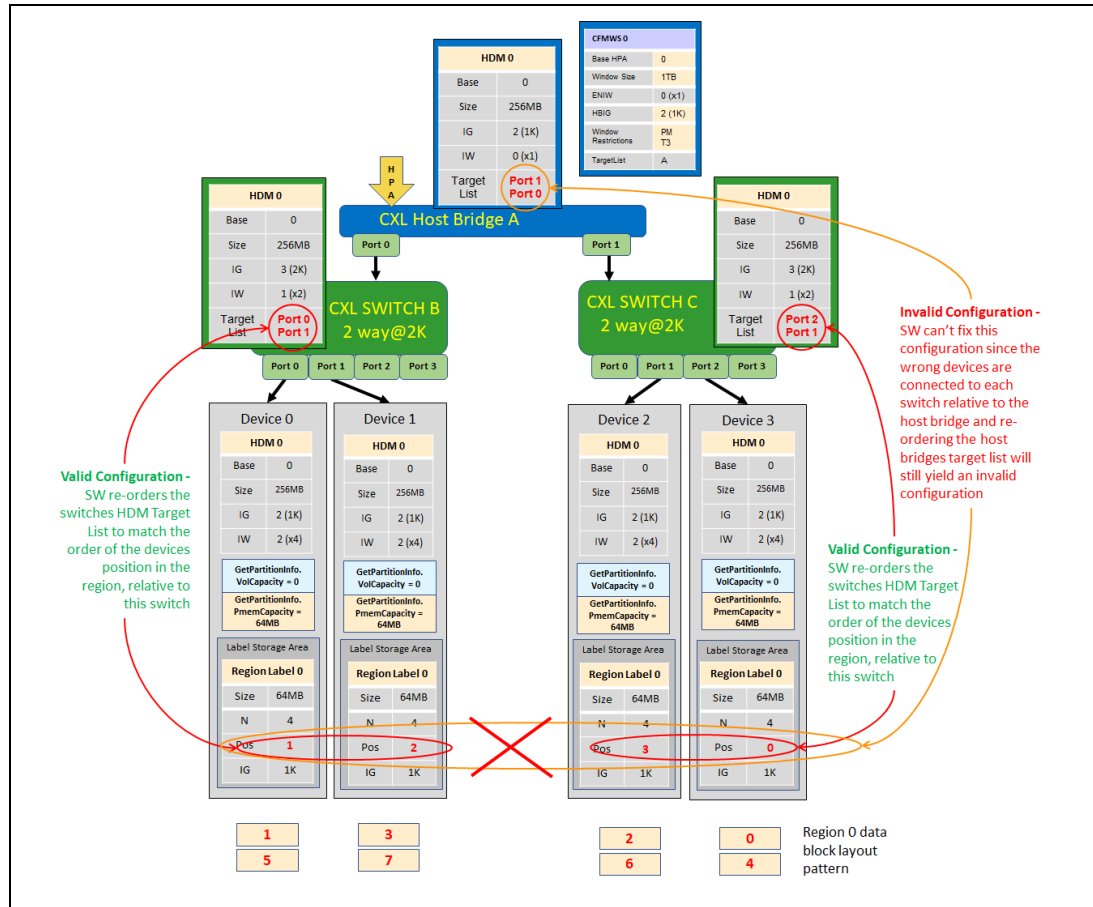 HDM 0
Base 0
Size 256MB
IG 2 (1K)
IW 0 (x1)
Target List Port 1 Port 0
CFMWS 0
Base HPA 0
Window Size 1TB
ENIW 0 (x1)
HBIG 2 (1K)
Window Restrictions PM T3
TargetList A
HPA
CXL Host Bridge A
Port 0
Port 1
HDM 0
Base 0
Size 256MB
IG 3 (2K)
IW 1 (x2)
Target List Port 0 Port 1
CXL SWITCH B
2 way@2K
Port 0 Port 1 Port 2 Port 3
HDM 0
Base 0
Size 256MB
IG 3 (2K)
IW 1 (x2)
Target List Port 2 Port 1
CXL SWITCH C
2 way@2K
Port 0 Port 1 Port 2 Port 3
Valid Configuration -
SW re-orders the
switches HDM Target
List to match the
order of the devices
position in the
region, relative to
this switch
Device 0
HDM 0
Base 0
Size 256MB
IG 2 (1K)
IW 2 (x4)
GetPartitionInfo.
VolCapacity = 0
GetPartitionInfo.
PmemCapacity =
64MB
Label Storage Area
Region Label 0
Size 64MB
N 4
Pos 1
IG 1K
Device 1
HDM 0
Base 0
Size 256MB
IG 2 (1K)
IW 2 (x4)
GetPartitionInfo.
VolCapacity = 0
GetPartitionInfo.
PmemCapacity =
64MB
Label Storage Area
Region Label 0
Size 64MB
N 4
Pos 2
IG 1K
Device 2
HDM 0
Base 0
Size 256MB
IG 2 (1K)
IW 2 (x4)
GetPartitionInfo.
VolCapacity = 0
GetPartitionInfo.
PmemCapacity =
64MB
Label Storage Area
Region Label 0
Size 64MB
N 4
Pos 3
IG 1K
Device 3
HDM 0
Base 0
Size 256MB
IG 2 (1K)
IW 2 (x4)
GetPartitionInfo.
VolCapacity = 0
GetPartitionInfo.
PmemCapacity =
64MB
Label Storage Area
Region Label 0
Size 64MB
N 4
Pos 0
IG 1K
Invalid Configuration -
SW can't fix this
configuration since the
wrong devices are
connected to each
switch relative to the
host bridge and re-
ordering the host
bridges target list will
still yield an invalid
configuration
Valid Configuration -
SW re-orders the
switches HDM Target
List to match the
order of the devices
position in the
region, relative to
this switch
1 3 2 0
5 7 6 4
Region 0 data
block layout
pattern